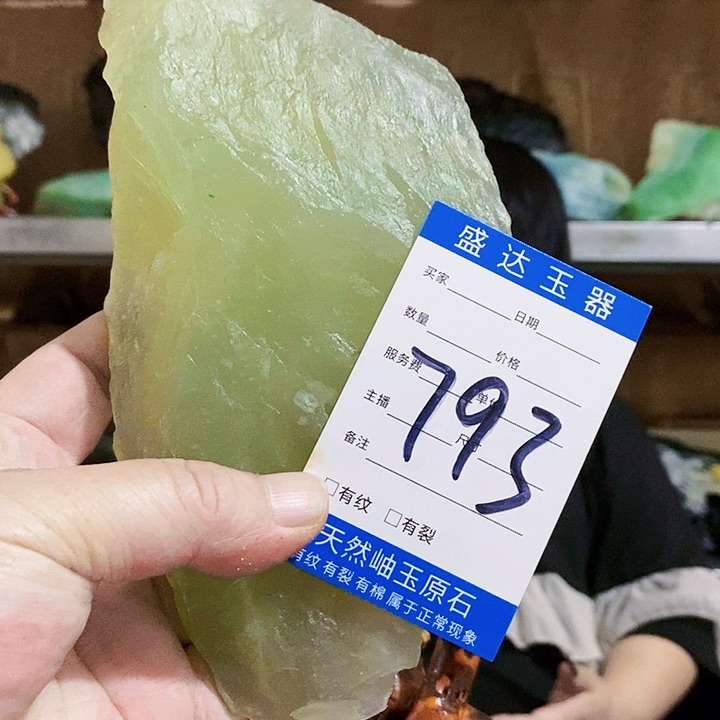 盛达玉器
买家 日期
数量 价格
服务费 单价
主播 尺寸
793
备注
□有纹 □有裂
天然岫玉原石
有纹有裂有棉属于正常现象